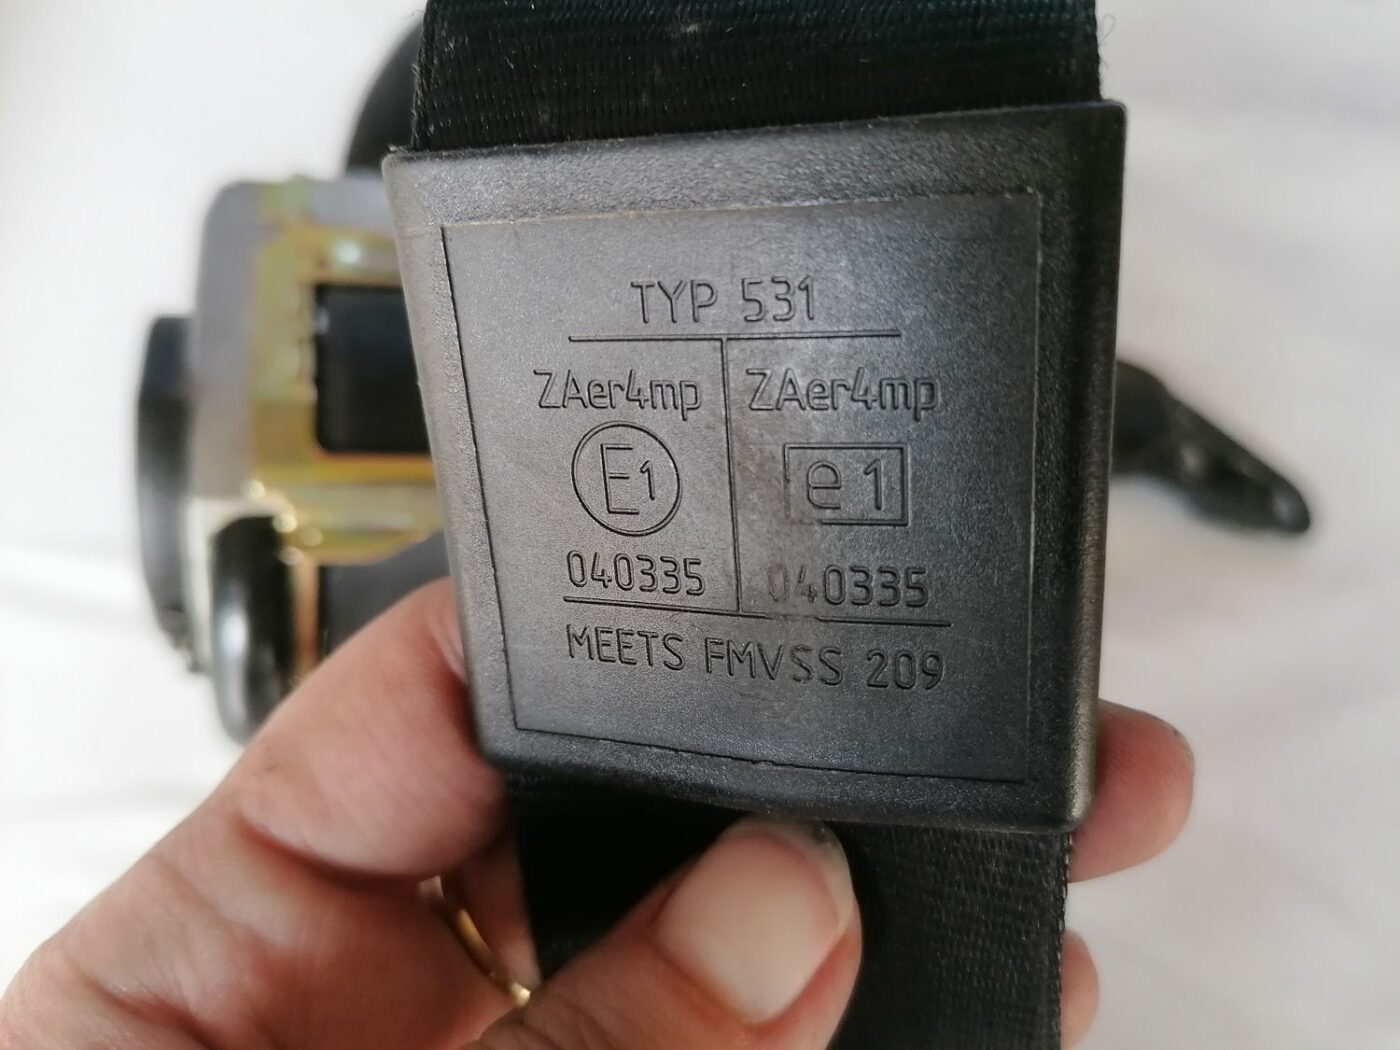 TYP 531
ZAer4mp ZAer4mp
E1 e1
040335 040335
MEETS FMVSS 209